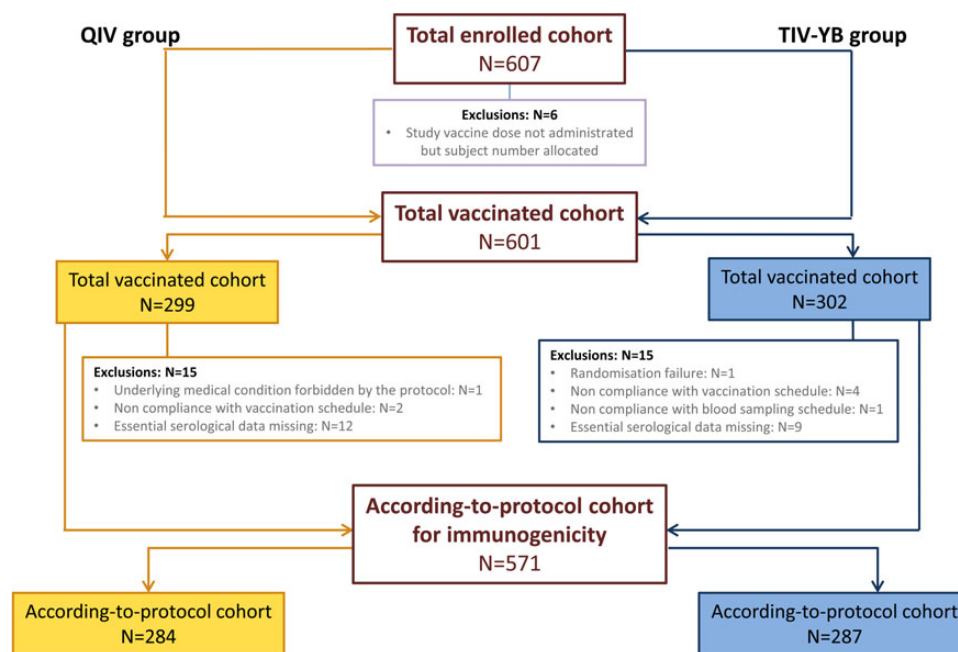 QIV group
Total enrolled cohort
N=607
TIV-YB group
Exclusions: N=6
• Study vaccine dose not administrated
but subject number allocated
Total vaccinated cohort
N=601
Total vaccinated cohort
N=299
Total vaccinated cohort
N=302
Exclusions: N=15
• Underlying medical condition forbidden by the protocol: N=1
• Non compliance with vaccination schedule: N=2
• Essential serological data missing: N=12
Exclusions: N=15
• Randomisation failure: N=1
• Non compliance with vaccination schedule: N=4
• Non compliance with blood sampling schedule: N=1
• Essential serological data missing: N=9
According-to-protocol cohort
for immunogenicity
N=571
According-to-protocol cohort
N=284
According-to-protocol cohort
N=287